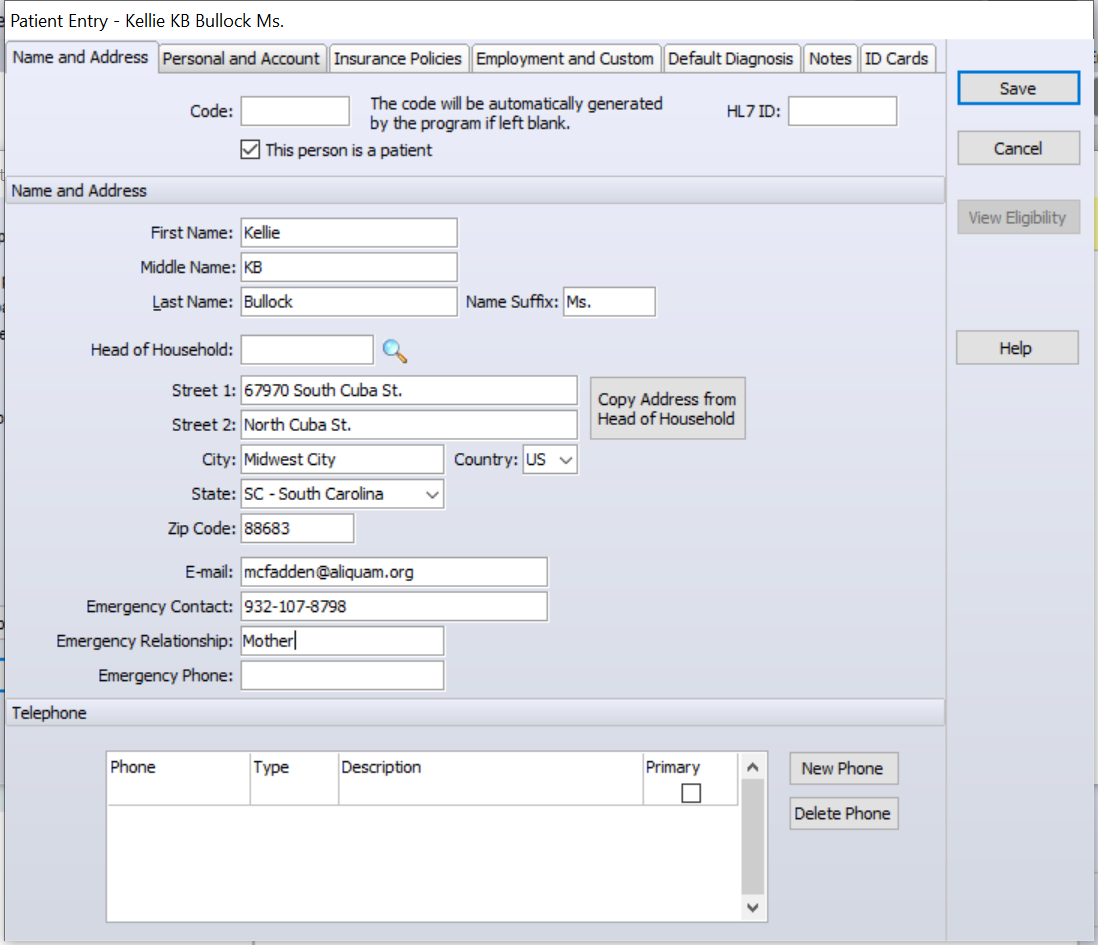 Patient Entry - Kellie KB Bullock Ms.
Name and Address Personal and Account Insurance Policies Employment and Custom Default Diagnosis Notes ID Cards
Save
Code: The code will be automatically generated by the program if left blank. HL7 ID:
This person is a patient
Cancel
Name and Address
View Eligibility
First Name: Kellie
Middle Name: KB
Last Name: Bullock Name Suffix: Ms.
Head of Household:
Help
Street 1: 67970 South Cuba St.
Copy Address from
Head of Household
Street 2: North Cuba St.
City: Midwest City Country: US
State: SC - South Carolina
Zip Code: 88683
E-mail: mcfadden@aliquam.org
Emergency Contact: 932-107-8798
Emergency Relationship: Mother
Emergency Phone:
Telephone
Phone Type Description Primary
New Phone
Delete Phone